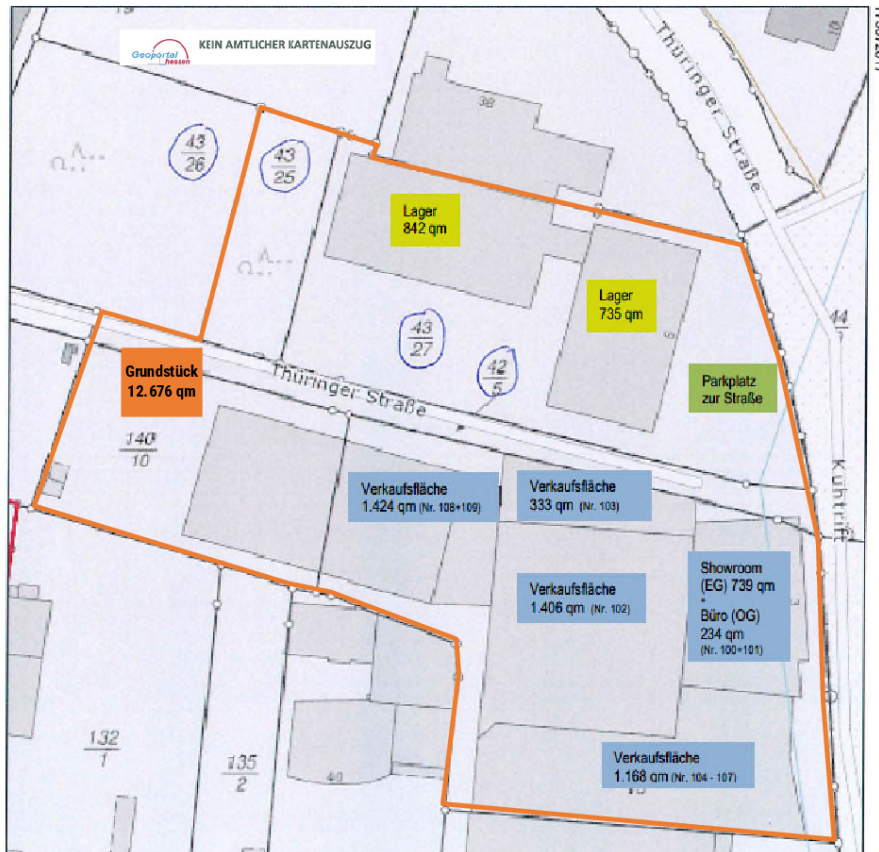 Geoportal
hessen
KEIN AMTLICHER KARTENAUSZUG
Thüringer Straße
38
43
26
43
25
Lager
842 qm
Lager
735 qm
43
27
42
5
44
Grundstück
12.676 qm
Thüringer Straße
Parkplatz
zur Straße
Kuhtrift
140
10
Verkaufsfläche
1.424 qm (Nr. 108+109)
Verkaufsfläche
333 qm (Nr. 103)
Verkaufsfläche
1.406 qm (Nr. 102)
Showroom
(EG) 739 qm
+
Büro (OG)
234 qm
(Nr. 100+101)
132
1
135
2
40
Verkaufsfläche
1.168 qm (Nr. 104 - 107)